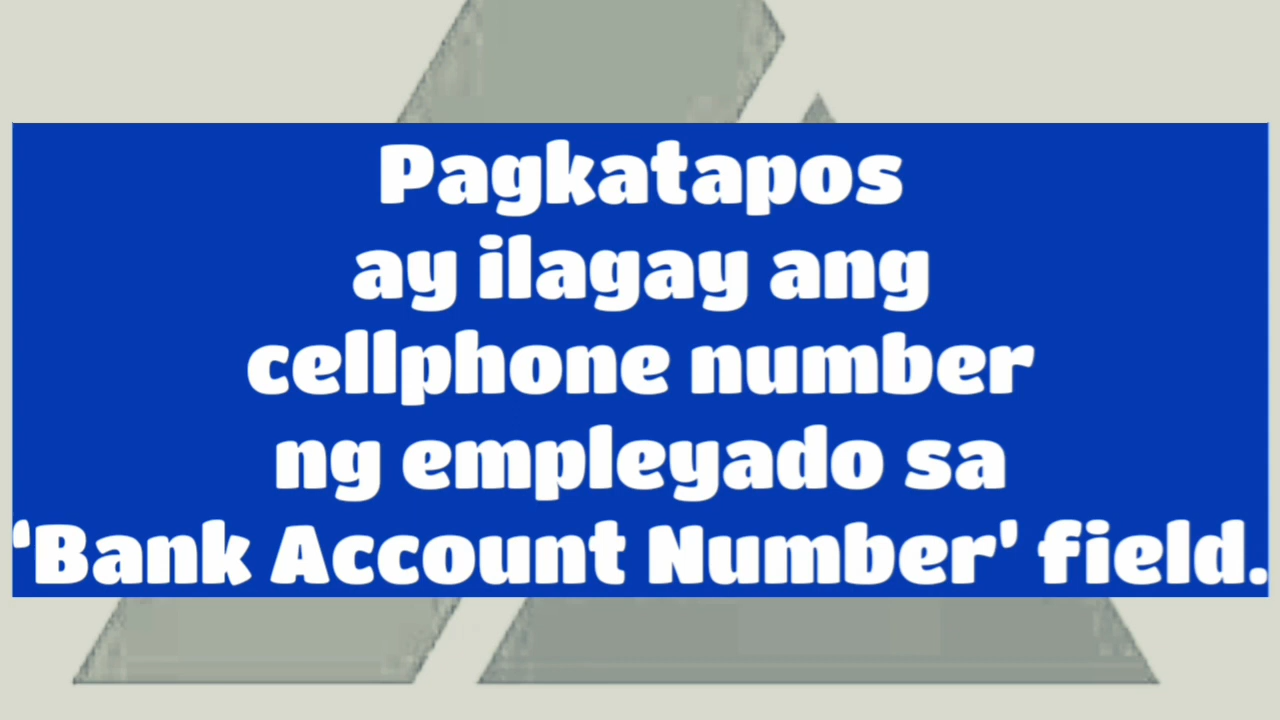 Pagkatapos
ay ilagay ang
cellphone number
ng empleyado sa
‘Bank Account Number' field.